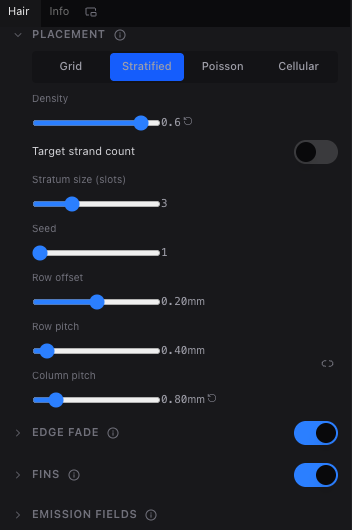 Hair Info
PLACEMENT
Grid Stratified Poisson Cellular
Density
0.6
Target strand count
Stratum size (slots)
3
Seed
1
Row offset
0.20mm
Row pitch
0.40mm
Column pitch
0.80mm
EDGE FADE
FINS
EMISSION FIELDS